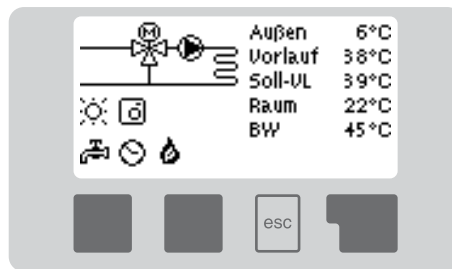 M
Außen 6°C
Vorlauf 38°C
Soll-VL 39°C
Raum 22°C
BW 45°C
esc